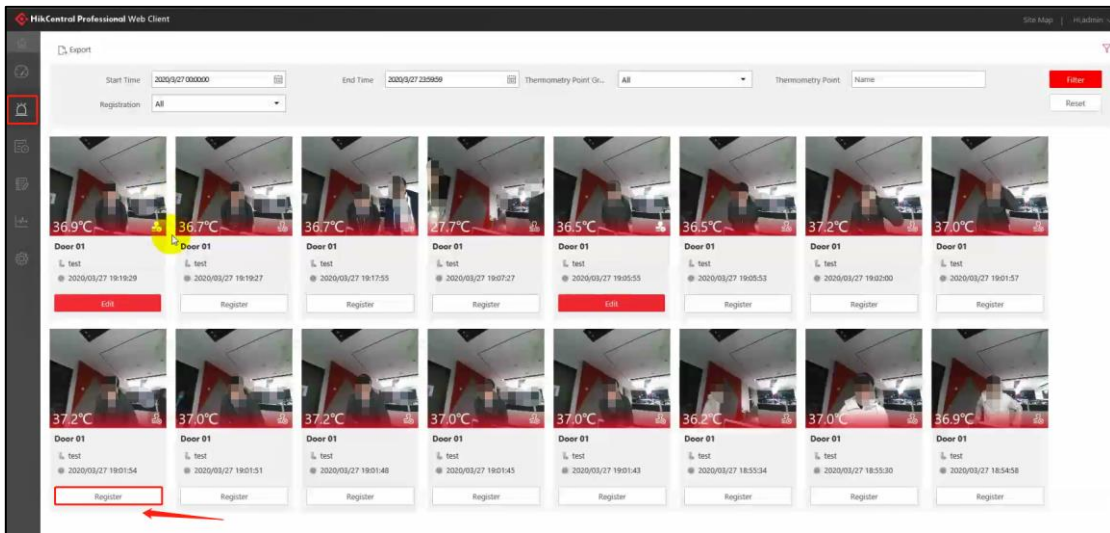 HikCentral Professional Web Client
Site Map | HLadmin
Export
Start Time 2020/3/27 00:00:00 End Time 2020/3/27 23:59:59 Thermometry Point Gr... All Thermometry Point Name Filter
Registration All Reset
36.9°C 36.7°C 36.7°C 27.7°C 36.5°C 36.5°C 37.2°C 37.0°C
Door 01 Door 01 Door 01 Door 01 Door 01 Door 01 Door 01 Door 01
test test test test test test test test
2020/03/27 19:19:29 2020/03/27 19:19:27 2020/03/27 19:17:55 2020/03/27 19:07:27 2020/03/27 19:05:55 2020/03/27 19:05:53 2020/03/27 19:02:00 2020/03/27 19:01:57
Edit Register Register Register Edit Register Register Register
37.2°C 37.0°C 37.2°C 37.0°C 37.0°C 36.2°C 37.0°C 36.9°C
Door 01 Door 01 Door 01 Door 01 Door 01 Door 01 Door 01 Door 01
test test test test test test test test
2020/03/27 19:01:54 2020/03/27 19:01:51 2020/03/27 19:01:48 2020/03/27 19:01:45 2020/03/27 19:01:43 2020/03/27 18:55:34 2020/03/27 18:55:30 2020/03/27 18:54:58
Register Register Register Register Register Register Register Register